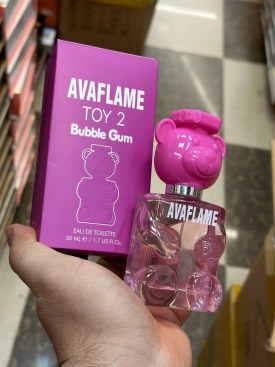 AVAFLAME
TOY 2
Bubble Gum
EAU DE TOILETTE
50 ML ℮ / 1.7 US Fl.Oz.
AVAFLAME